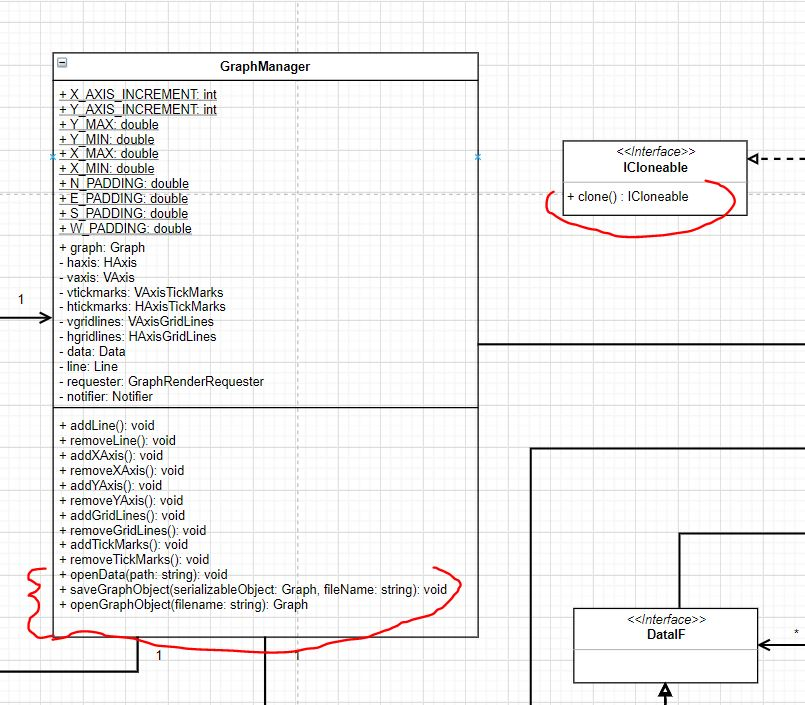 GraphManager
+ X_AXIS_INCREMENT: int
+ Y_AXIS_INCREMENT: int
+ Y_MAX: double
+ Y_MIN: double
+ X_MAX: double
+ X_MIN: double
+ N_PADDING: double
+ E_PADDING: double
+ S_PADDING: double
+ W_PADDING: double
+ graph: Graph
- haxis: HAxis
- vaxis: VAxis
- vtickmarks: VAxisTickMarks
- htickmarks: HAxisTickMarks
- vgridlines: VAxisGridLines
- hgridlines: HAxisGridLines
- data: Data
- line: Line
- requester: GraphRenderRequester
- notifier: Notifier
+ addLine(): void
+ removeLine(): void
+ addXAxis(): void
+ removeXAxis(): void
+ addYAxis(): void
+ removeYAxis(): void
+ addGridLines(): void
+ removeGridLines(): void
+ addTickMarks(): void
+ removeTickMarks(): void
+ openData(path: string): void
+ saveGraphObject(serializableObject: Graph, fileName: string): void
+ openGraphObject(filename: string): Graph
1
1
1
<<Interface>>
ICloneable
+ clone() : ICloneable
<<Interface>>
DataIF
*